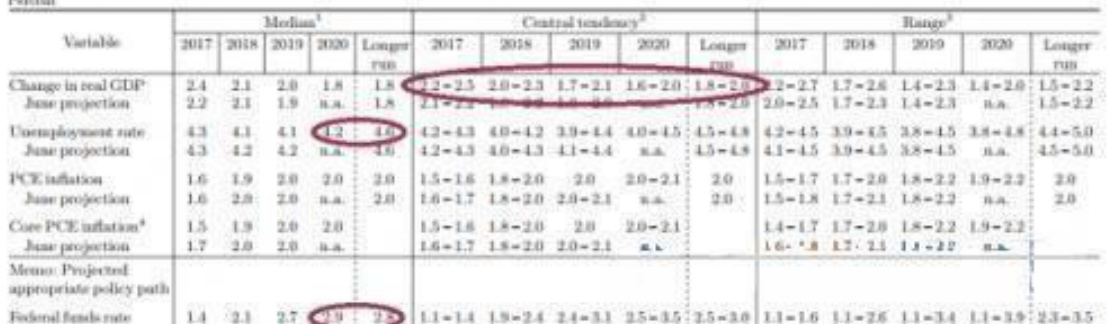 Median¹ Central tendency² Range³
Variable 2017 2018 2019 2020 Longer run 2017 2018 2019 2020 Longer run 2017 2018 2019 2020 Longer run
Change in real GDP 2.4 2.1 2.0 1.8 1.8 2.2–2.5 2.0–2.3 1.7–2.1 1.6–2.0 1.8–2.0 2.2–2.7 1.7–2.6 1.4–2.3 1.4–2.0 1.5–2.2
June projection 2.2 2.1 1.9 n.a. 1.8 1.8–2.0 2.0–2.5 1.7–2.3 1.4–2.3 n.a. 1.5–2.2
Unemployment rate 4.3 4.1 4.1 4.2 4.6 4.2–4.3 4.0–4.2 3.9–4.4 4.0–4.5 4.5–4.8 4.2–4.5 3.9–4.5 3.8–4.5 3.8–4.8 4.4–5.0
June projection 4.3 4.2 4.2 n.a. 4.6 4.2–4.3 4.0–4.3 4.1–4.4 n.a. 4.5–4.8 4.1–4.5 3.9–4.5 3.8–4.5 n.a. 4.5–5.0
PCE inflation 1.6 1.9 2.0 2.0 2.0 1.5–1.6 1.8–2.0 2.0 2.0–2.1 2.0 1.5–1.7 1.7–2.0 1.8–2.2 1.9–2.2 2.0
June projection 1.6 2.0 2.0 n.a. 2.0 1.6–1.7 1.8–2.0 2.0–2.1 n.a. 2.0 1.5–1.8 1.7–2.1 1.8–2.2 n.a. 2.0
Core PCE inflation⁴ 1.5 1.9 2.0 2.0 1.5–1.6 1.8–2.0 2.0 2.0–2.1 1.4–1.7 1.7–2.0 1.8–2.2 1.9–2.2
June projection 1.7 2.0 2.0 n.a. 1.6–1.7 1.8–2.0 2.0–2.1 n.a. 1.7–2.1 n.a.
Memo: Projected
appropriate policy path
Federal funds rate 1.4 2.1 2.7 2.9 2.8 1.1–1.4 1.9–2.4 2.4–3.1 2.5–3.5 2.5–3.0 1.1–1.6 1.1–2.6 1.1–3.4 1.1–3.9 2.3–3.5